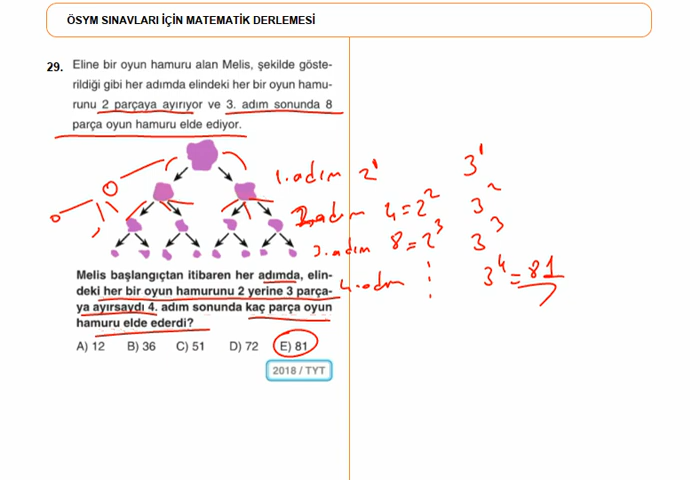 ÖSYM SINAVLARI İÇİN MATEMATİK DERLEMESİ
29. Eline bir oyun hamuru alan Melis, şekilde göste-
rildiği gibi her adımda elindeki her bir oyun hamu-
runu 2 parçaya ayırıyor ve 3. adım sonunda 8
parça oyun hamuru elde ediyor.
1.adım 2¹ 3¹
2.adım 4=2² 3²
3.adım 8=2³ 3³
4.adım ⋮ 3⁴=81
Melis başlangıçtan itibaren her adımda, elin-
deki her bir oyun hamurunu 2 yerine 3 parça-
ya ayırsaydı 4. adım sonunda kaç parça oyun
hamuru elde ederdi?
A) 12 B) 36 C) 51 D) 72 E) 81
2018 / TYT